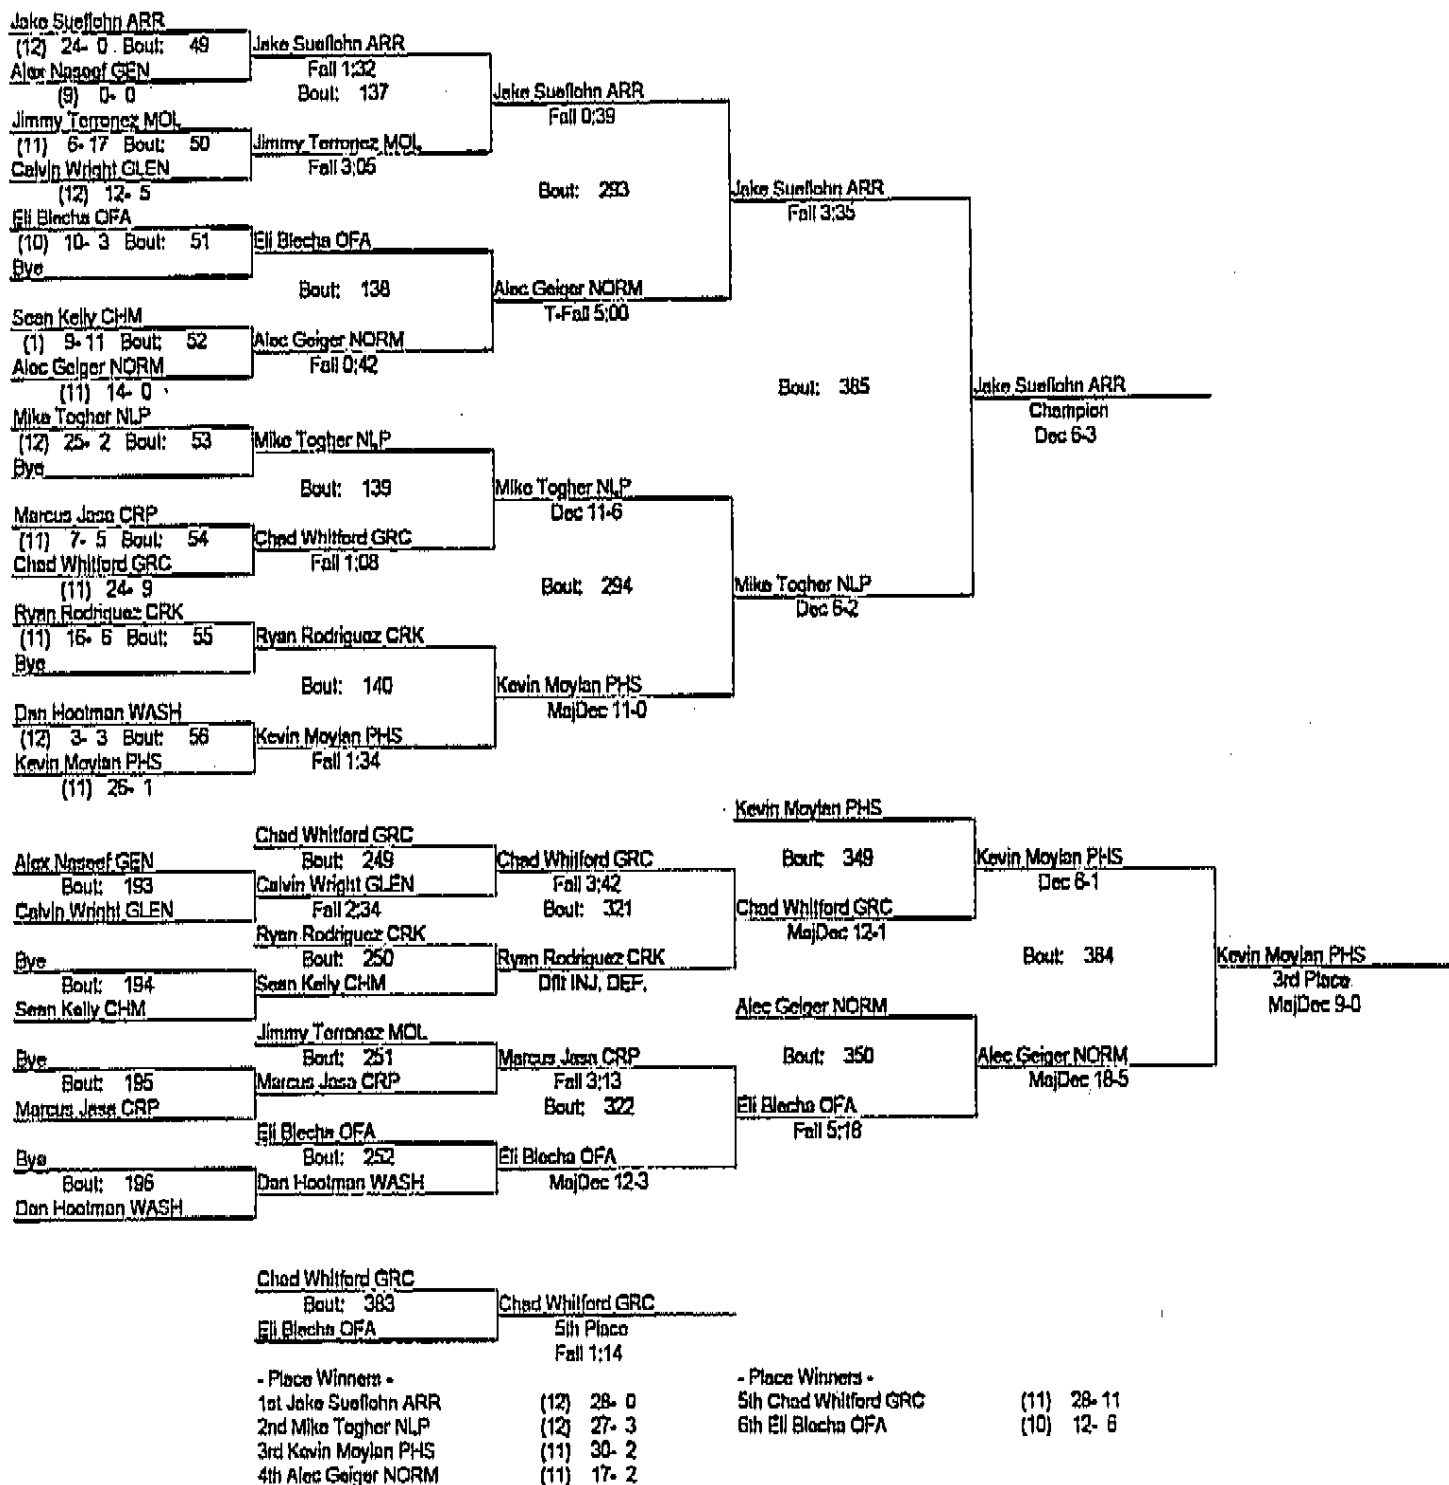 Jake Sueflohn ARR
(12) 24- 0 Bout: 49
Alex Naseef GEN
(9) 0- 0
Jake Sueflohn ARR
Fall 1:32
Bout: 137
Jimmy Terronez MOL
(11) 6-17 Bout: 50
Calvin Wright GLEN
(12) 12- 5
Jimmy Terronez MOL
Fall 3:05
Jake Sueflohn ARR
Fall 0:39
Bout: 293
Eli Blecha OFA
(10) 10- 3 Bout: 51
Bye
Eli Blecha OFA
Bout: 138
Sean Kelly CHM
(1) 9-11 Bout: 52
Alec Geiger NORM
(11) 14- 0
Alec Geiger NORM
Fall 0:42
Alec Geiger NORM
T-Fall 5:00
Jake Sueflohn ARR
Fall 3:35
Bout: 385
Jake Sueflohn ARR
Champion
Dec 6-3
Mike Togher NLP
(12) 25- 2 Bout: 53
Bye
Mike Togher NLP
Bout: 139
Marcus Jasa CRP
(11) 7- 5 Bout: 54
Chad Whitford GRC
(11) 24- 9
Chad Whitford GRC
Fall 1:08
Mike Togher NLP
Dec 11-6
Bout: 294
Ryan Rodriguez CRK
(11) 16- 6 Bout: 55
Bye
Ryan Rodriguez CRK
Bout: 140
Dan Hootman WASH
(12) 3- 3 Bout: 56
Kevin Moylan PHS
(11) 26- 1
Kevin Moylan PHS
Fall 1:34
Kevin Moylan PHS
MajDec 11-0
Mike Togher NLP
Dec 6-2
Alex Naseef GEN
Bout: 193
Calvin Wright GLEN
Chad Whitford GRC
Bout: 249
Calvin Wright GLEN
Fall 2:34
Chad Whitford GRC
Fall 3:42
Bout: 321
Bye
Bout: 194
Sean Kelly CHM
Ryan Rodriguez CRK
Bout: 250
Sean Kelly CHM
Ryan Rodriguez CRK
Dflt INJ. DEF.
Kevin Moylan PHS
Bout: 349
Chad Whitford GRC
MajDec 12-1
Kevin Moylan PHS
Dec 6-1
Bout: 384
Kevin Moylan PHS
3rd Place
MajDec 9-0
Bye
Bout: 195
Marcus Jasa CRP
Jimmy Terronez MOL
Bout: 251
Marcus Jasa CRP
Marcus Jasa CRP
Fall 3:13
Bout: 322
Bye
Bout: 196
Dan Hootman WASH
Eli Blecha OFA
Bout: 252
Dan Hootman WASH
Eli Blecha OFA
MajDec 12-3
Alec Geiger NORM
Bout: 350
Eli Blecha OFA
Fall 5:16
Alec Geiger NORM
MajDec 18-5
Chad Whitford GRC
Bout: 383
Eli Blecha OFA
Chad Whitford GRC
5th Place
Fall 1:14
- Place Winners -
1st Jake Sueflohn ARR (12) 28- 0
2nd Mike Togher NLP (12) 27- 3
3rd Kevin Moylan PHS (11) 30- 2
4th Alec Geiger NORM (11) 17- 2
- Place Winners -
5th Chad Whitford GRC (11) 28- 11
6th Eli Blecha OFA (10) 12- 6